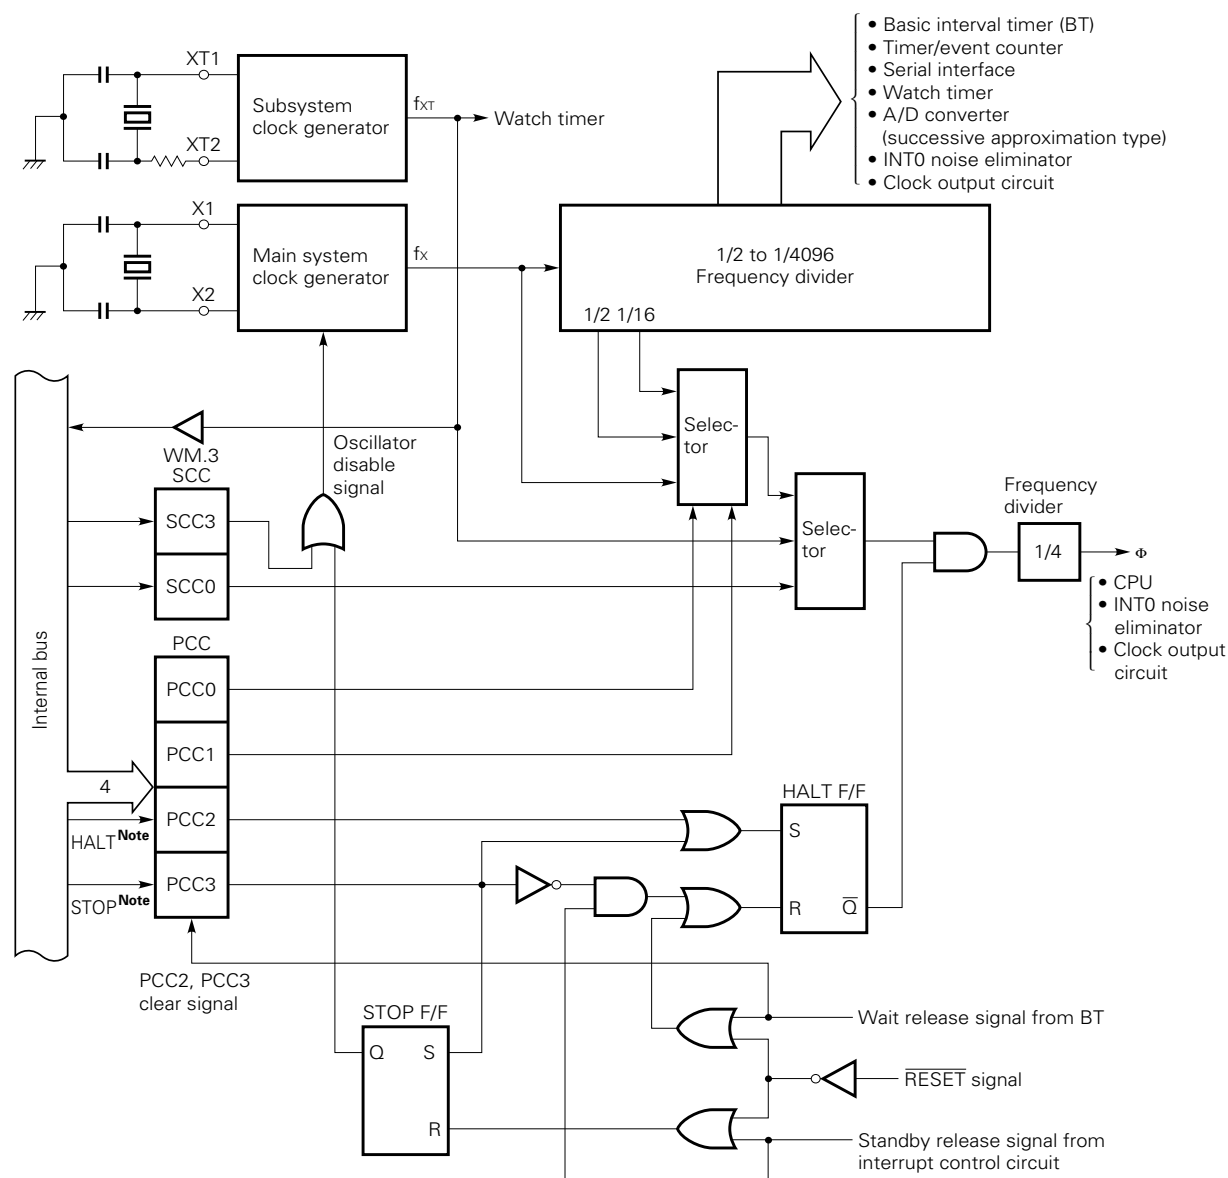 • Basic interval timer (BT)
• Timer/event counter
• Serial interface
• Watch timer
• A/D converter
(successive approximation type)
• INT0 noise eliminator
• Clock output circuit
XT1
XT2
Subsystem
clock generator
fXT
Watch timer
X1
X2
Main system
clock generator
fX
1/2 to 1/4096
Frequency divider
1/2 1/16
Selec-
tor
Oscillator
disable
signal
WM.3
SCC
SCC3
SCC0
Selec-
tor
Frequency
divider
1/4
Φ
• CPU
• INT0 noise
eliminator
• Clock output
circuit
Internal bus
PCC
PCC0
PCC1
4
PCC2
HALT Note
PCC3
STOP Note
HALT F/F
S
R
Q̅
PCC2, PCC3
clear signal
STOP F/F
Q
S
R
Wait release signal from BT
R̅E̅S̅E̅T̅ signal
Standby release signal from
interrupt control circuit